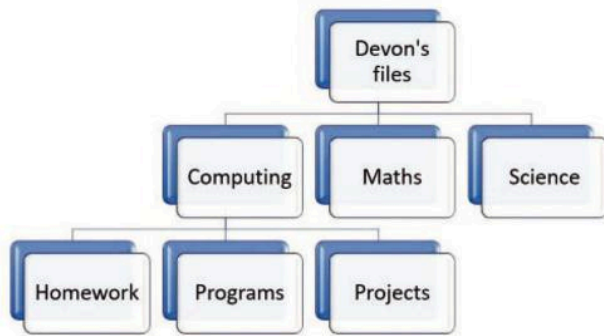 Devon's
files
Computing
Maths
Science
Homework
Programs
Projects